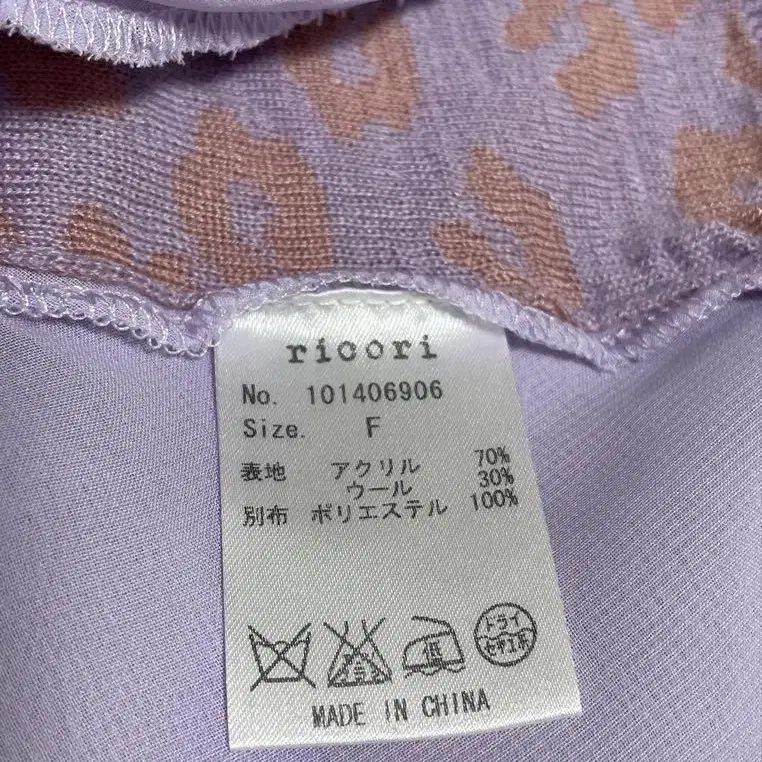 ricori
No. 101406906
Size. F
表地 アクリル 70%
ウール 30%
別布 ポリエステル 100%
低
ドライ
セキユ系
MADE IN CHINA